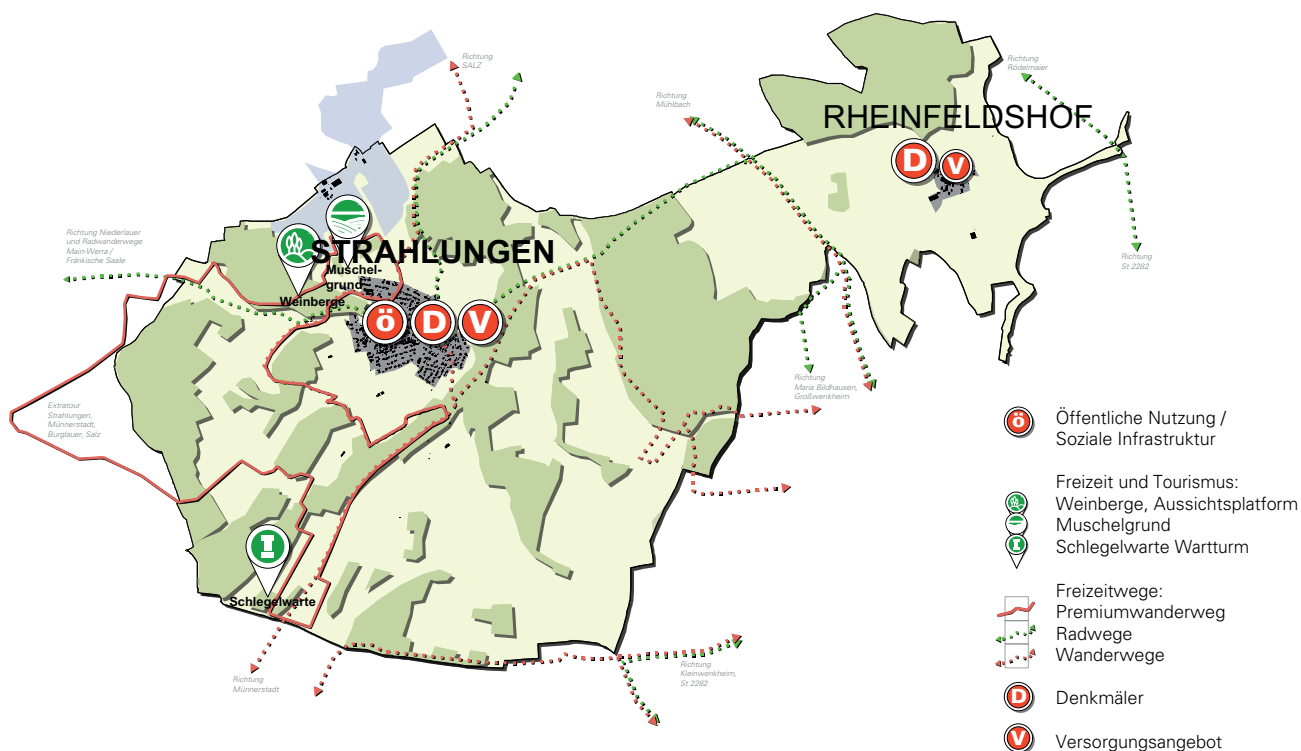 Richtung
SALZ
Richtung
Mühlbach
Richtung
Rödelmaier
RHEINFELDSHOF
D
V
Richtung Niederlauer
und Radwanderwege
Main-Werra /
Fränkische Saale
STRAHLUNGEN
Muschel-
grund
Weinberge
Ö
D
V
Richtung
St 2282
Richtung
Maria Bildhausen,
Großwenkheim
Extratour
Strahlungen,
Münnerstadt,
Burglauer, Salz
Schlegelwarte
Richtung
Münnerstadt
Richtung
Kleinwenkheim,
St 2282
Ö
Öffentliche Nutzung /
Soziale Infrastruktur
Freizeit und Tourismus:
Weinberge, Aussichtsplatform
Muschelgrund
Schlegelwarte Wartturm
Freizeitwege:
Premiumwanderweg
Radwege
Wanderwege
D
Denkmäler
V
Versorgungsangebot